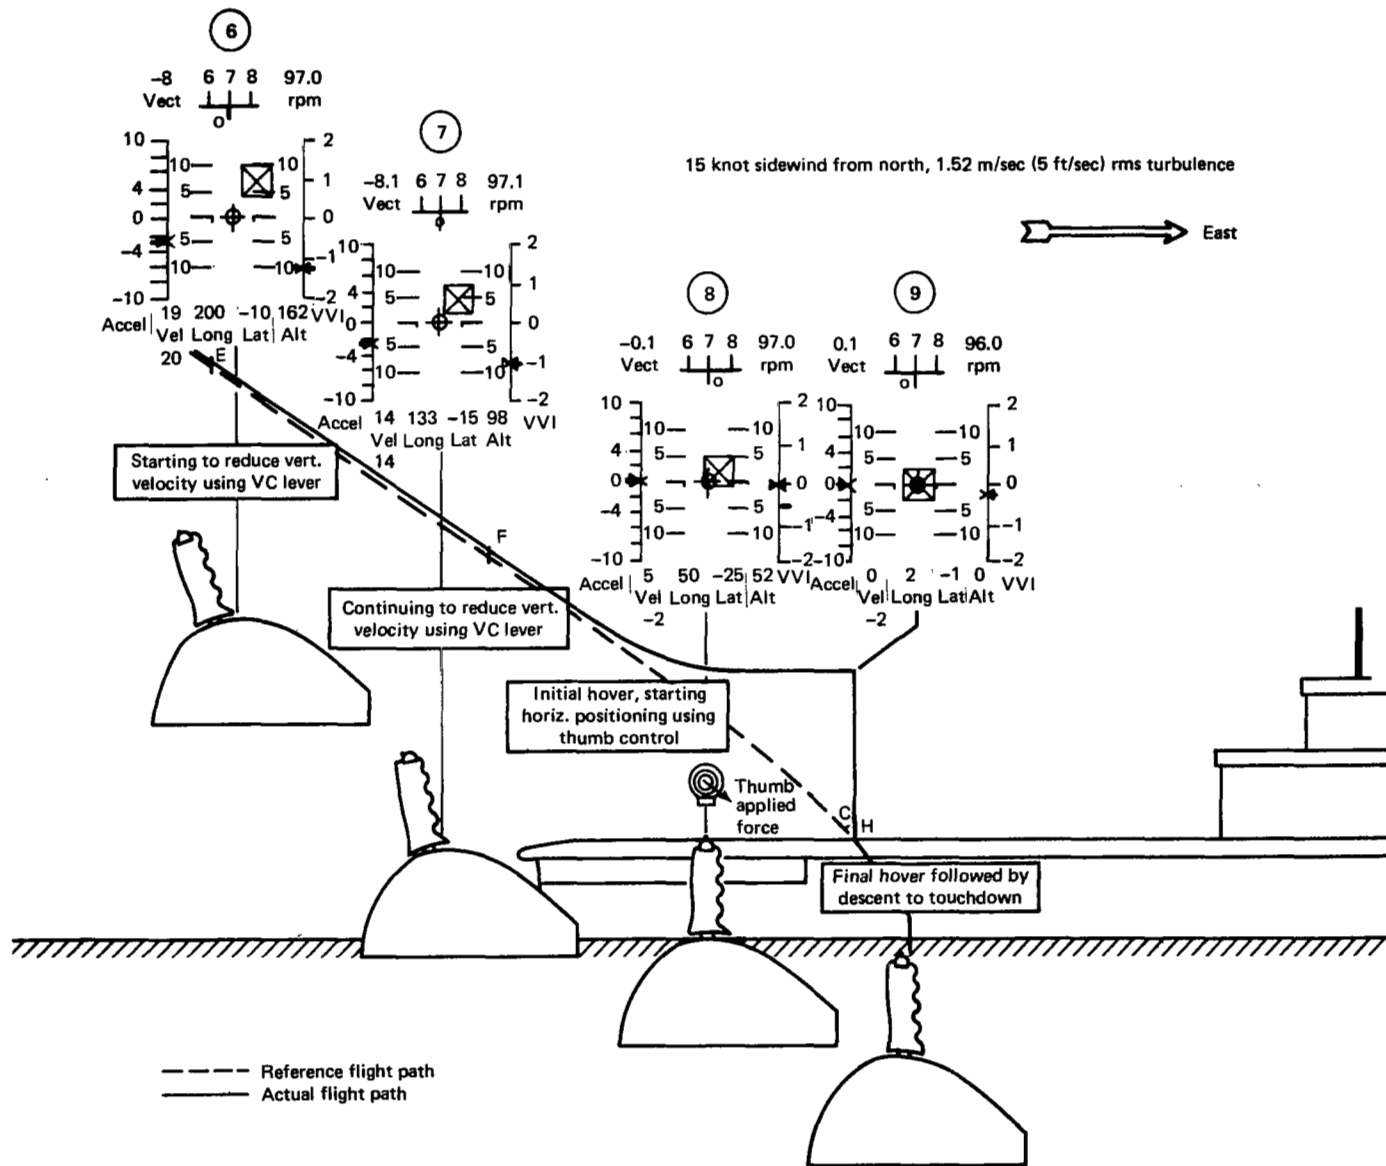 6
-8 6 7 8 97.0
Vect rpm
O
10 2
10 10
4 5 5 1
0 0
-4 5 5 -1
10 10
-10 -2
19 200 -10 162 VVI
Accel Vel Long Lat Alt
20 E
7
-8.1 6 7 8 97.1
Vect rpm
10 2
10 10
4 5 5 1
0 0
-4 5 5
10 10 -1
-10 -2
Accel 14 133 -15 98 VVI
Vel Long Lat Alt
14
15 knot sidewind from north, 1.52 m/sec (5 ft/sec) rms turbulence
East
8
-0.1 6 7 8 97.0
Vect rpm
O
10 2
10 10
4 5 5 1
0 0
-4 5 5
10 10 -1
-10 -2
5 50 -25 52 VVI
Accel Vel Long Lat Alt
-2
9
0.1 6 7 8 96.0
Vect rpm
O
10 2
10 10
4 5 5 1
0 0
-4 5 5
10 10 -1
-10 -2
Accel 0 2 -1 0 VVI
Vel Long Lat Alt
-2
Starting to reduce vert.
velocity using VC lever
F
Continuing to reduce vert.
velocity using VC lever
Initial hover, starting
horiz. positioning using
thumb control
Thumb
applied
force
C
H
Final hover followed by
descent to touchdown
Reference flight path
Actual flight path